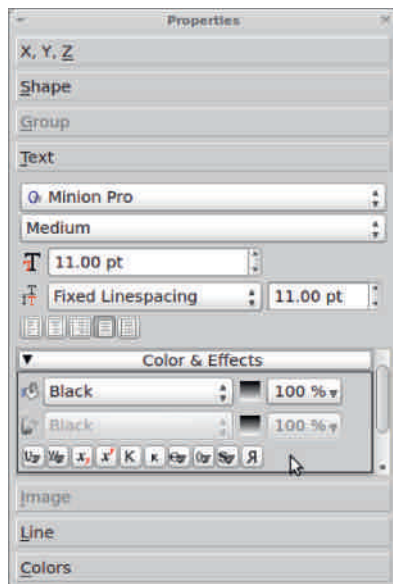 Properties
X, Y, Z
Shape
Group
Text
Minion Pro
Medium
T 11.00 pt
Fixed Linespacing 11.00 pt
Color & Effects
Black 100 %
Black 100 %
K K Я
Image
Line
Colors